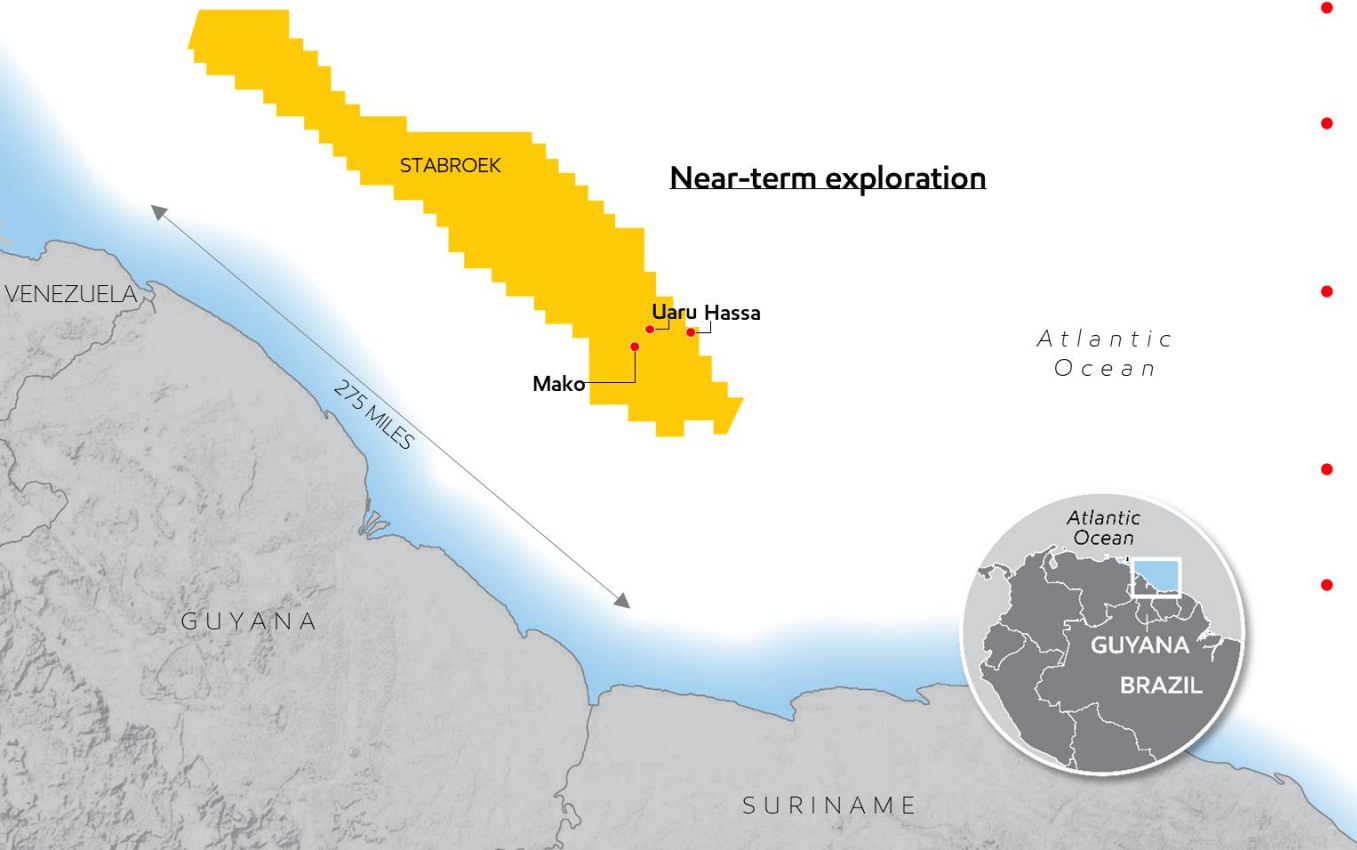 STABROEK
Near-term exploration
VENEZUELA
Uaru Hassa
Atlantic
Ocean
Mako
275 MILES
Atlantic
Ocean
GUYANA
GUYANA
BRAZIL
SURINAME